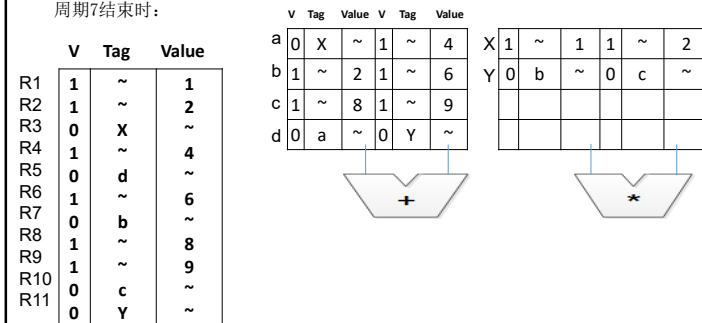 周期7结束时：
V Tag Value
R1 1 ~ 1
R2 1 ~ 2
R3 0 X ~
R4 1 ~ 4
R5 0 d ~
R6 1 ~ 6
R7 0 b ~
R8 1 ~ 8
R9 1 ~ 9
R10 0 c ~
R11 0 Y ~
V Tag Value V Tag Value
a 0 X ~ 1 ~ 4
b 1 ~ 2 1 ~ 6
c 1 ~ 8 1 ~ 9
d 0 a ~ 0 Y ~
+
X 1 ~ 1 1 ~ 2
Y 0 b ~ 0 c ~
*